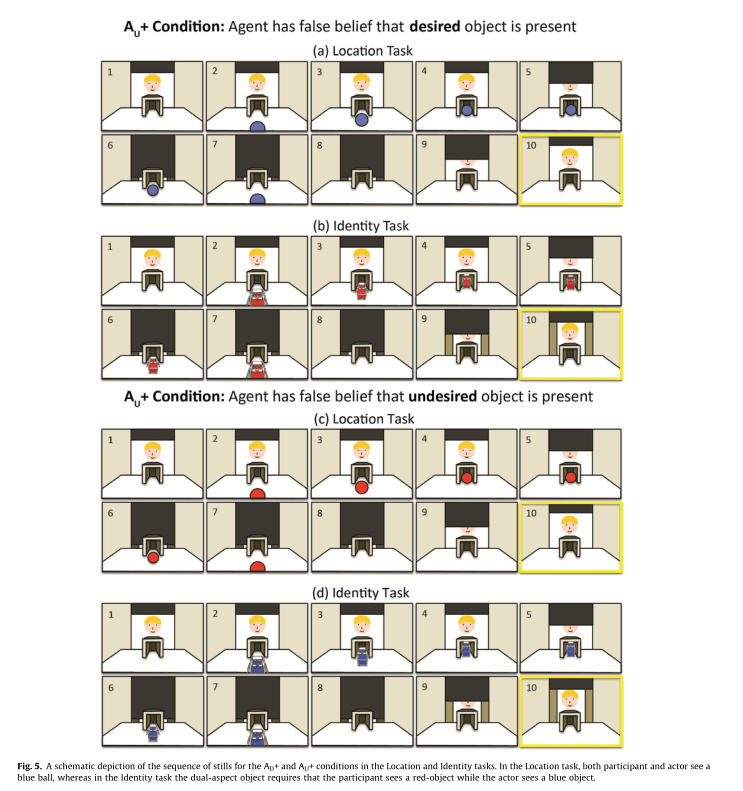 A_U+ Condition: Agent has false belief that desired object is present
(a) Location Task
1 2 3 4 5
6 7 8 9 10
(b) Identity Task
1 2 3 4 5
6 7 8 9 10
A_U+ Condition: Agent has false belief that undesired object is present
(c) Location Task
1 2 3 4 5
6 7 8 9 10
(d) Identity Task
1 2 3 4 5
6 7 8 9 10
Fig. 5. A schematic depiction of the sequence of stills for the A_D+ and A_U+ conditions in the Location and Identity tasks. In the Location task, both participant and actor see a
blue ball, whereas in the Identity task the dual-aspect object requires that the participant sees a red-object while the actor sees a blue object.